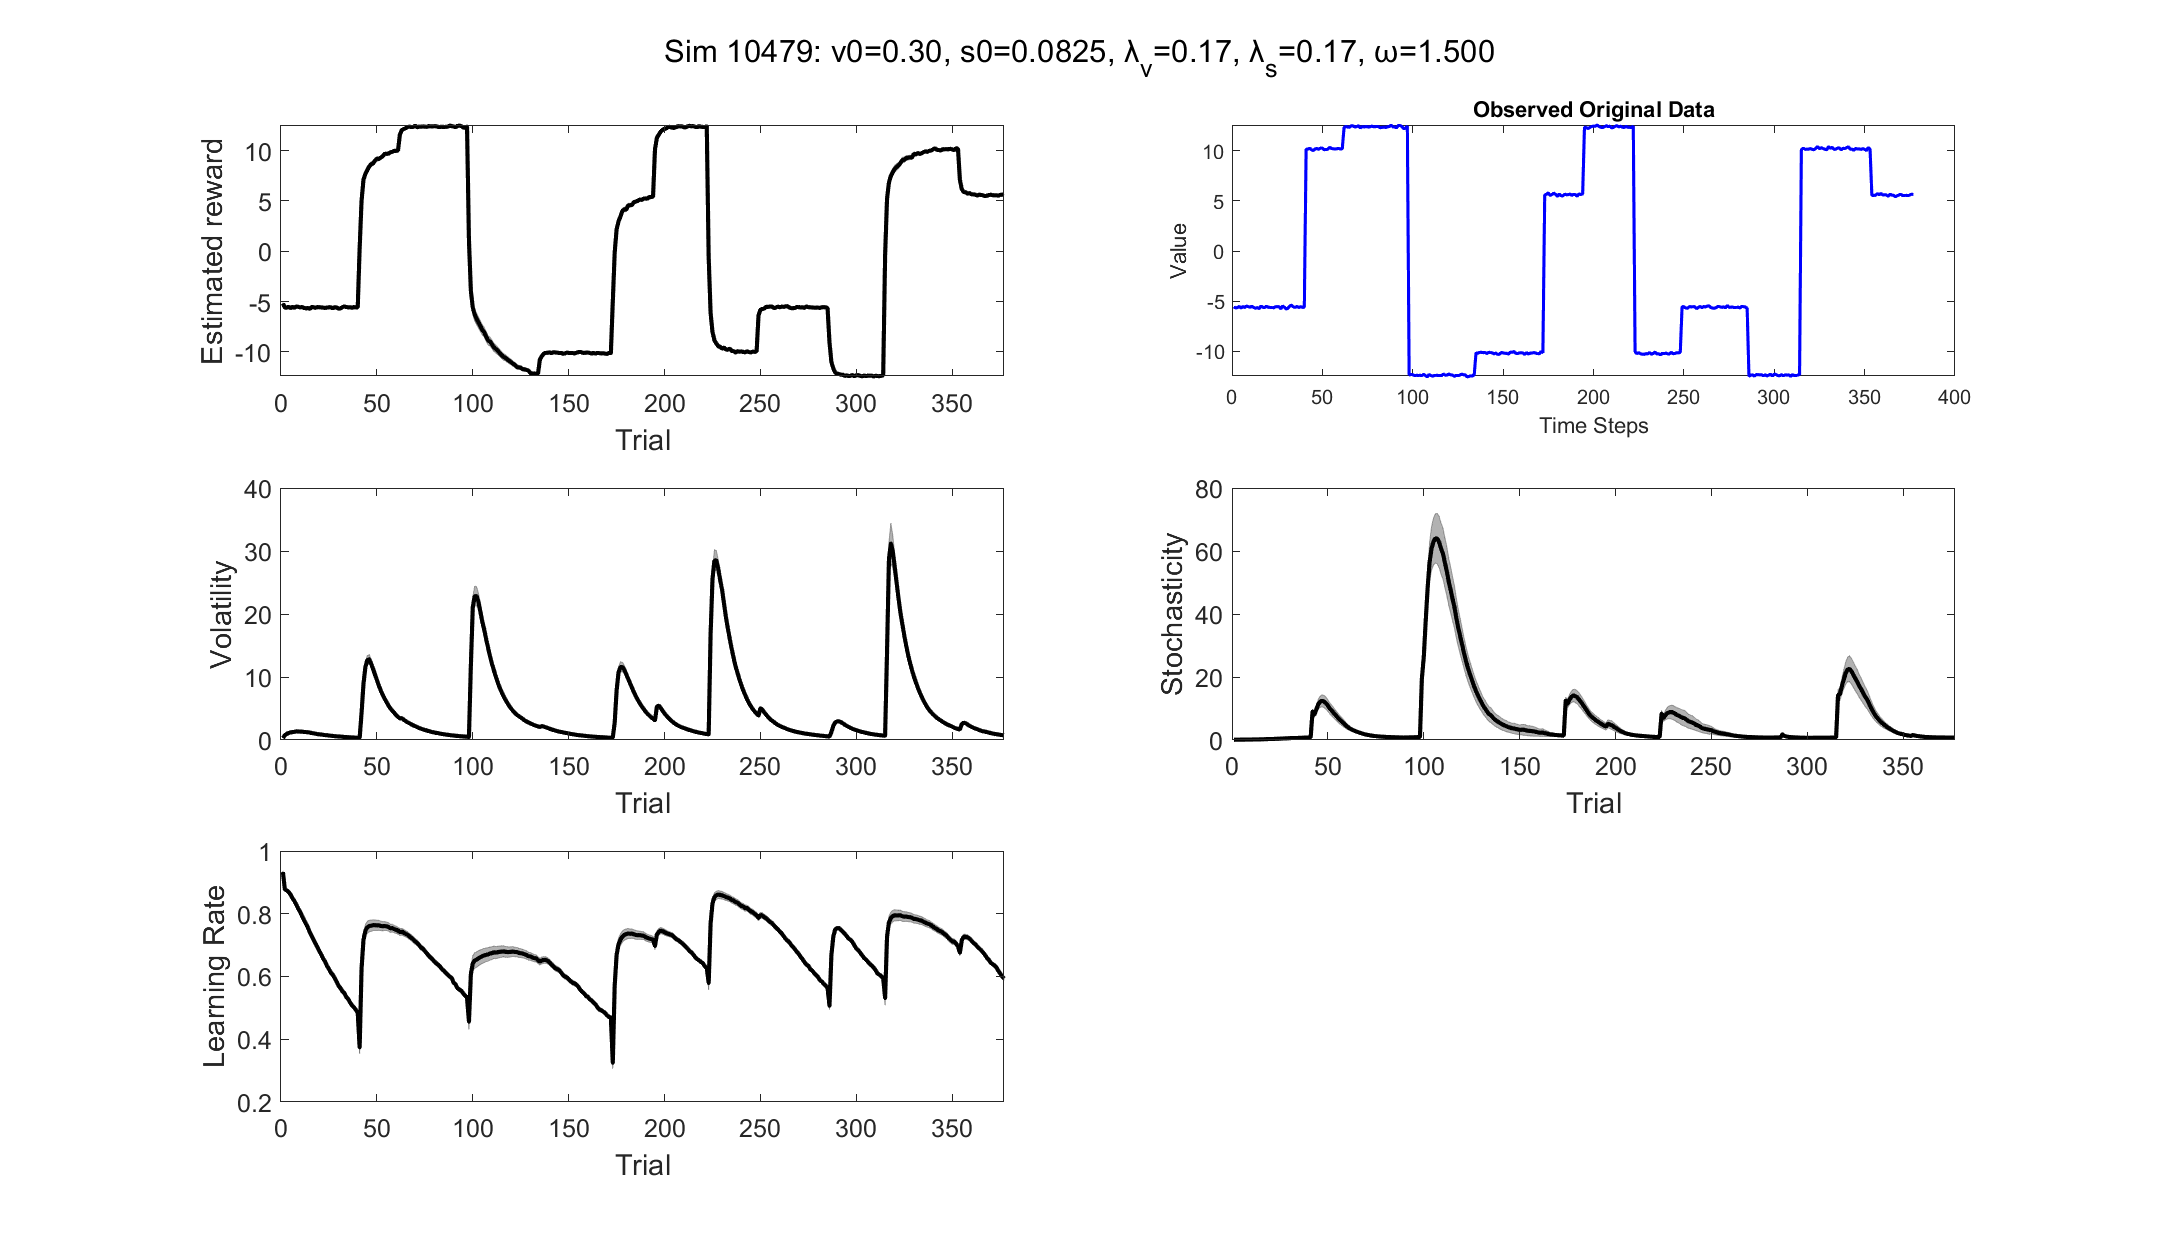 Sim 10479: v0=0.30, s0=0.0825, λ_v=0.17, λ_s=0.17, ω=1.500
Estimated reward
10
5
0
-5
-10
0 50 100 150 200 250 300 350
Trial
Observed Original Data
Value
10
5
0
-5
-10
0 50 100 150 200 250 300 350 400
Time Steps
Volatility
40
30
20
10
0
0 50 100 150 200 250 300 350
Trial
Stochasticity
80
60
40
20
0
0 50 100 150 200 250 300 350
Trial
Learning Rate
1
0.8
0.6
0.4
0.2
0 50 100 150 200 250 300 350
Trial